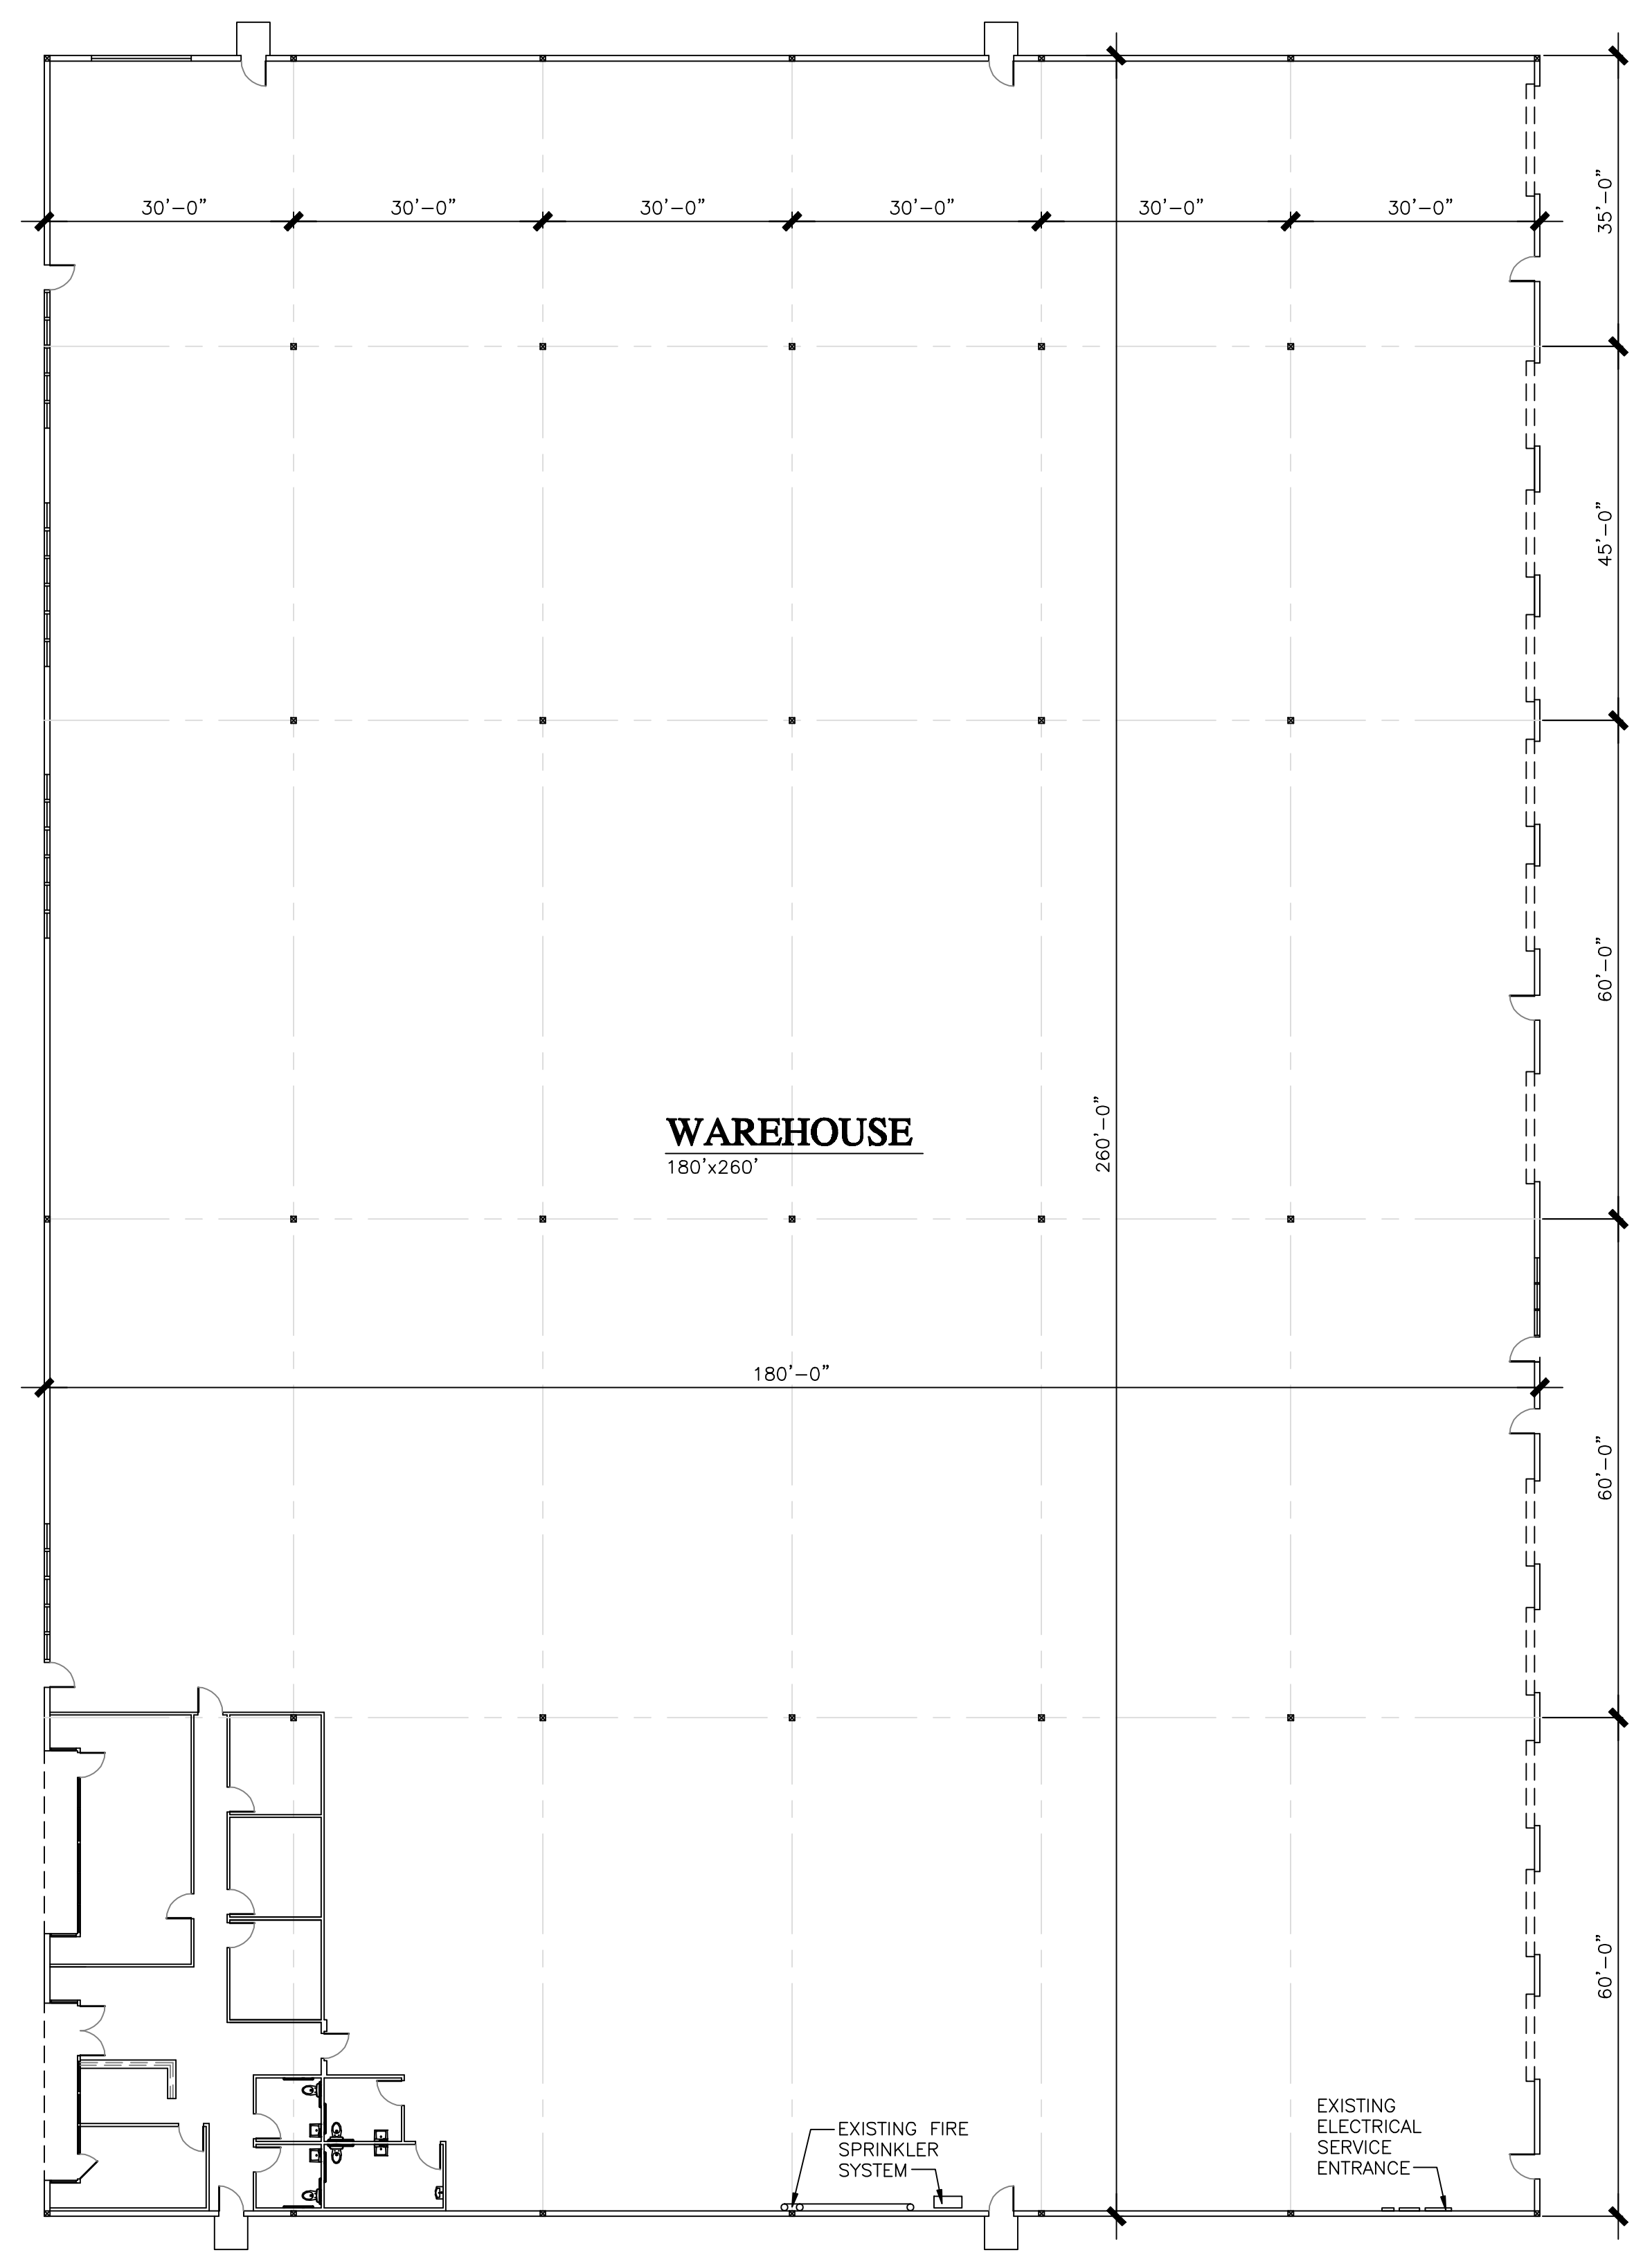 30'-0" 30'-0" 30'-0" 30'-0" 30'-0" 30'-0"
35'-0"
45'-0"
60'-0"
WAREHOUSE
180'x260'
260'-0"
180'-0"
60'-0"
60'-0"
EXISTING FIRE
SPRINKLER
SYSTEM
EXISTING
ELECTRICAL
SERVICE
ENTRANCE